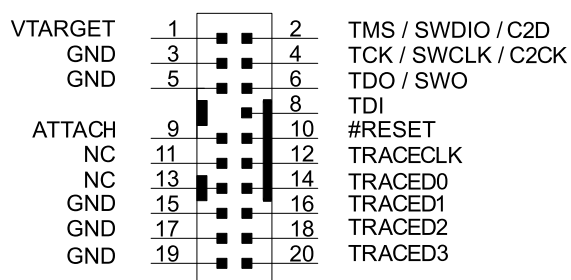 VTARGET 1 2 TMS / SWDIO / C2D
GND 3 4 TCK / SWCLK / C2CK
GND 5 6 TDO / SWO
8 TDI
ATTACH 9 10 #RESET
NC 11 12 TRACECLK
NC 13 14 TRACED0
GND 15 16 TRACED1
GND 17 18 TRACED2
GND 19 20 TRACED3